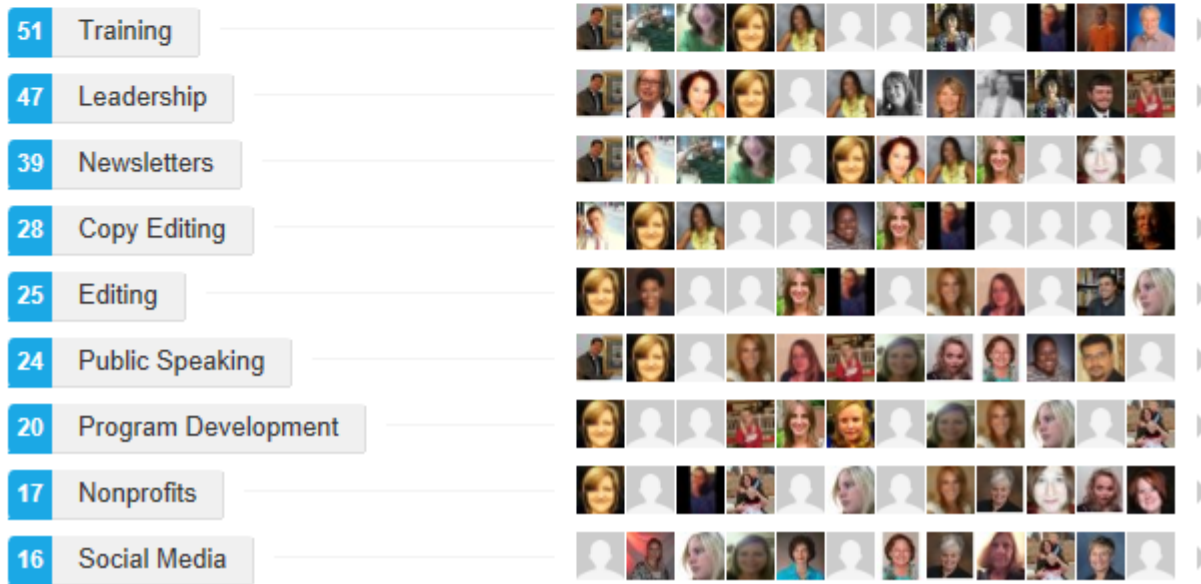 51 Training
47 Leadership
39 Newsletters
28 Copy Editing
25 Editing
24 Public Speaking
20 Program Development
17 Nonprofits
16 Social Media